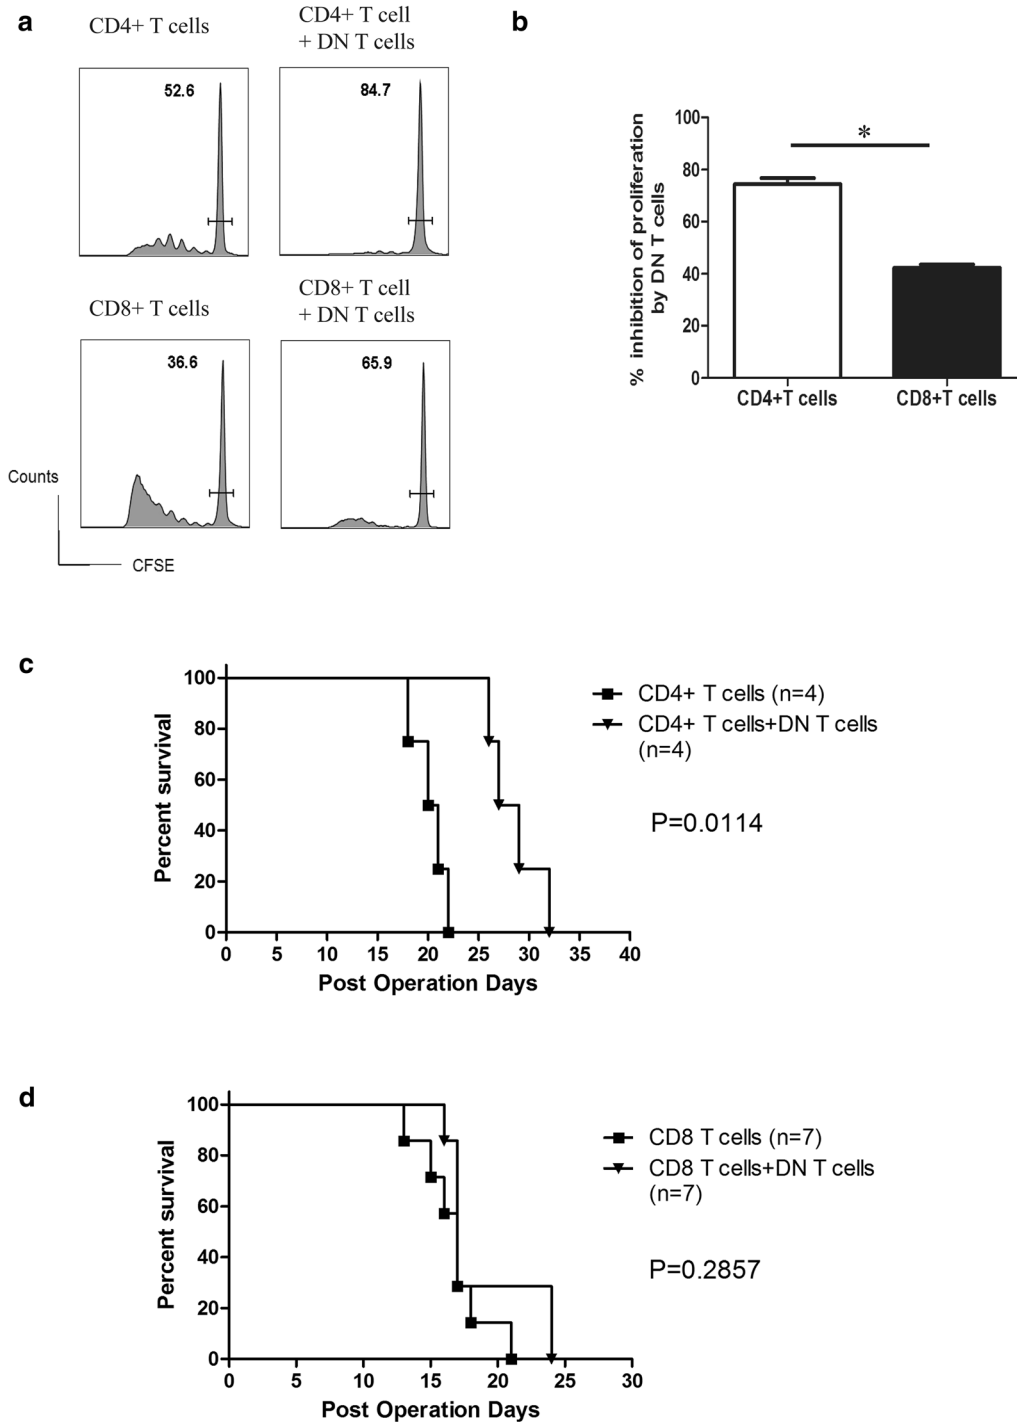 a
CD4+ T cells
CD4+ T cell
+ DN T cells
52.6
84.7
CD8+ T cells
CD8+ T cell
+ DN T cells
36.6
65.9
Counts
CFSE
b
% inhibition of proliferation
by DN T cells
100
80
60
40
20
0
*
CD4+T cells
CD8+T cells
c
Percent survival
100
80
60
40
20
0
0 5 10 15 20 25 30 35 40
Post Operation Days
CD4+ T cells (n=4)
CD4+ T cells+DN T cells
(n=4)
P=0.0114
d
Percent survival
100
80
60
40
20
0
0 5 10 15 20 25 30
Post Operation Days
CD8 T cells (n=7)
CD8 T cells+DN T cells
(n=7)
P=0.2857